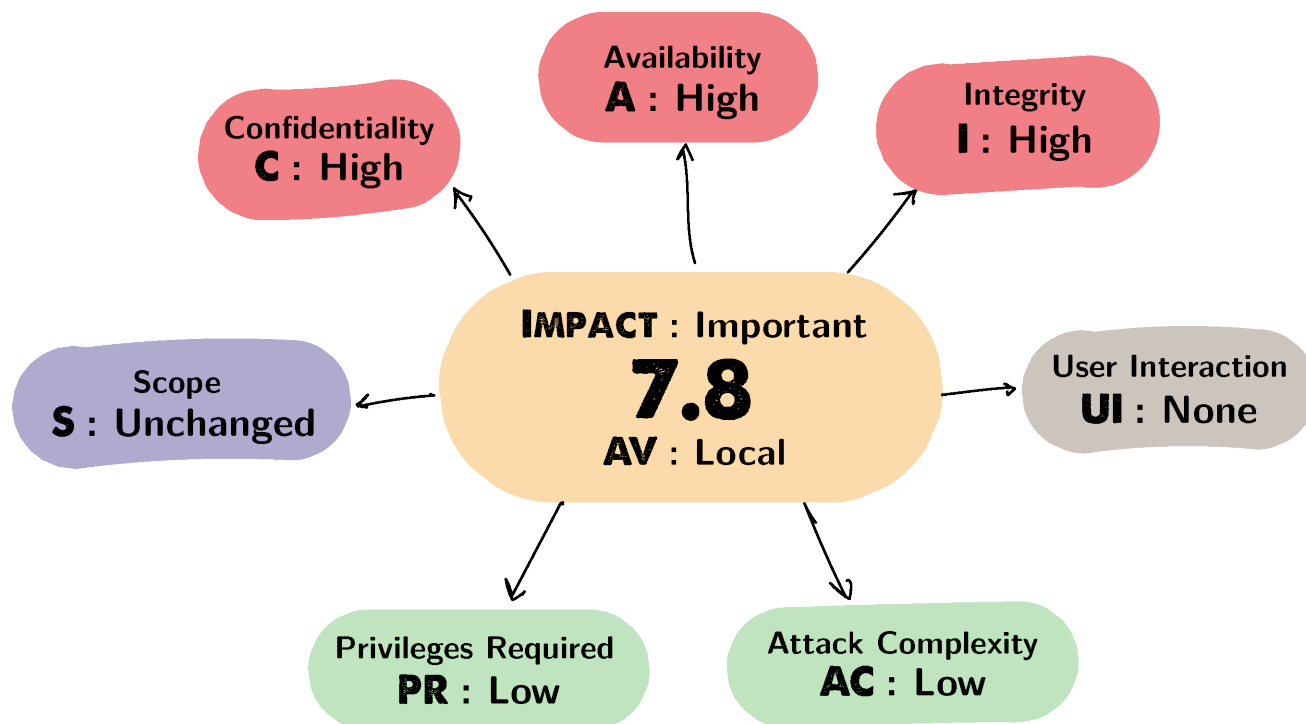 Availability
A : High
Integrity
I : High
Confidentiality
C : High
IMPACT : Important
7.8
AV : Local
Scope
S : Unchanged
User Interaction
UI : None
Privileges Required
PR : Low
Attack Complexity
AC : Low